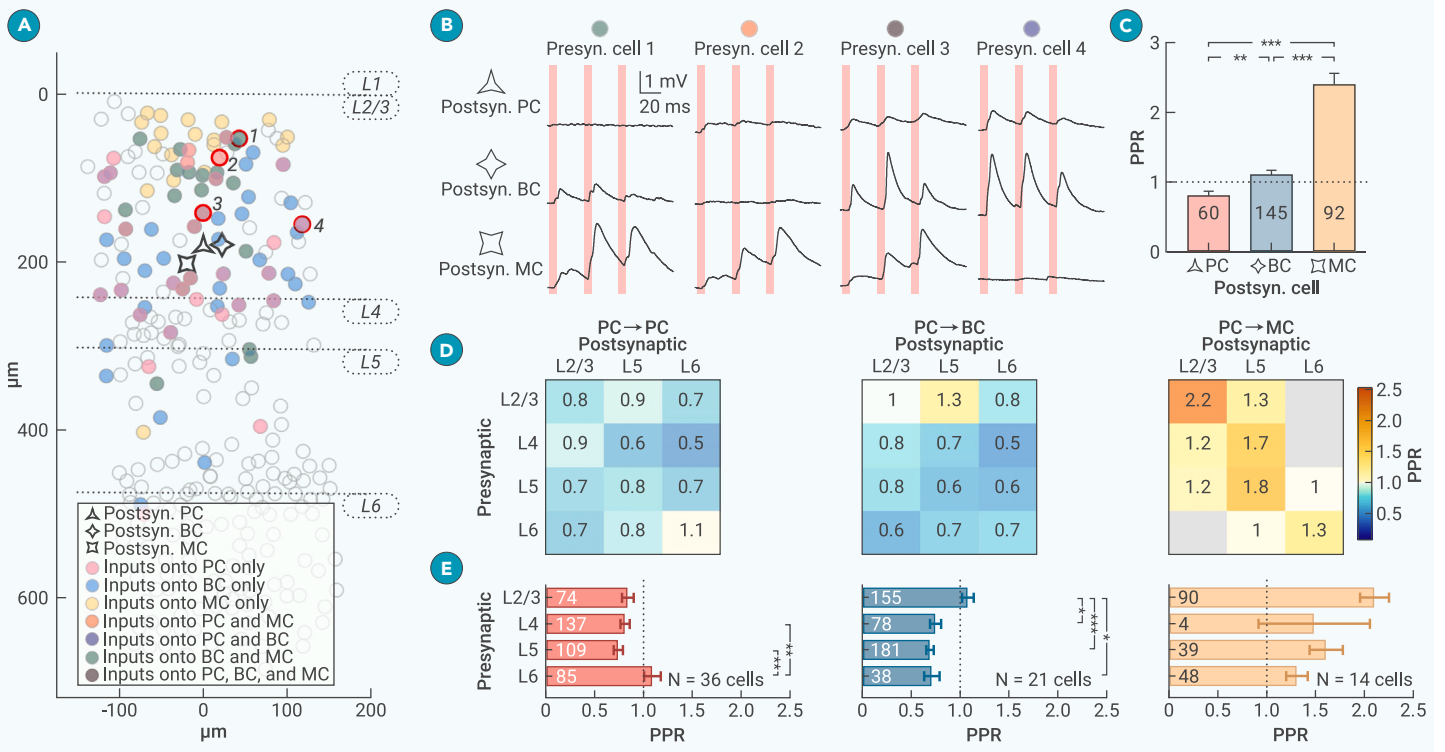 A
0
200
400
600
µm
-100
0
100
200
µm
L1
L2/3
L4
L5
L6
1
2
3
4
Postsyn. PC
Postsyn. BC
Postsyn. MC
Inputs onto PC only
Inputs onto BC only
Inputs onto MC only
Inputs onto PC and MC
Inputs onto PC and BC
Inputs onto BC and MC
Inputs onto PC, BC, and MC
B
Presyn. cell 1
Presyn. cell 2
Presyn. cell 3
Presyn. cell 4
1 mV
20 ms
Postsyn. PC
Postsyn. BC
Postsyn. MC
C
3
2
1
0
PPR
***
** ***
60 145 92
PC BC MC
Postsyn. cell
D
PC→PC
Postsynaptic
L2/3 L5 L6
Presynaptic
L2/3 0.8 0.9 0.7
L4 0.9 0.6 0.5
L5 0.7 0.8 0.7
L6 0.7 0.8 1.1
PC→BC
Postsynaptic
L2/3 L5 L6
1 1.3 0.8
0.8 0.7 0.5
0.8 0.6 0.6
0.6 0.7 0.7
PC→MC
Postsynaptic
L2/3 L5 L6
2.2 1.3
1.2 1.7
1.2 1.8 1
1 1.3
2.5
2.0
1.5
1.0
0.5
PPR
E
Presynaptic
L2/3 74
L4 137
L5 109
L6 85
*** **
N = 36 cells
0 0.5 1.0 1.5 2.0 2.5
PPR
155
78
181
38
* *** *
N = 21 cells
0 0.5 1.0 1.5 2.0 2.5
PPR
90
4
39
48
N = 14 cells
0 0.5 1.0 1.5 2.0 2.5
PPR